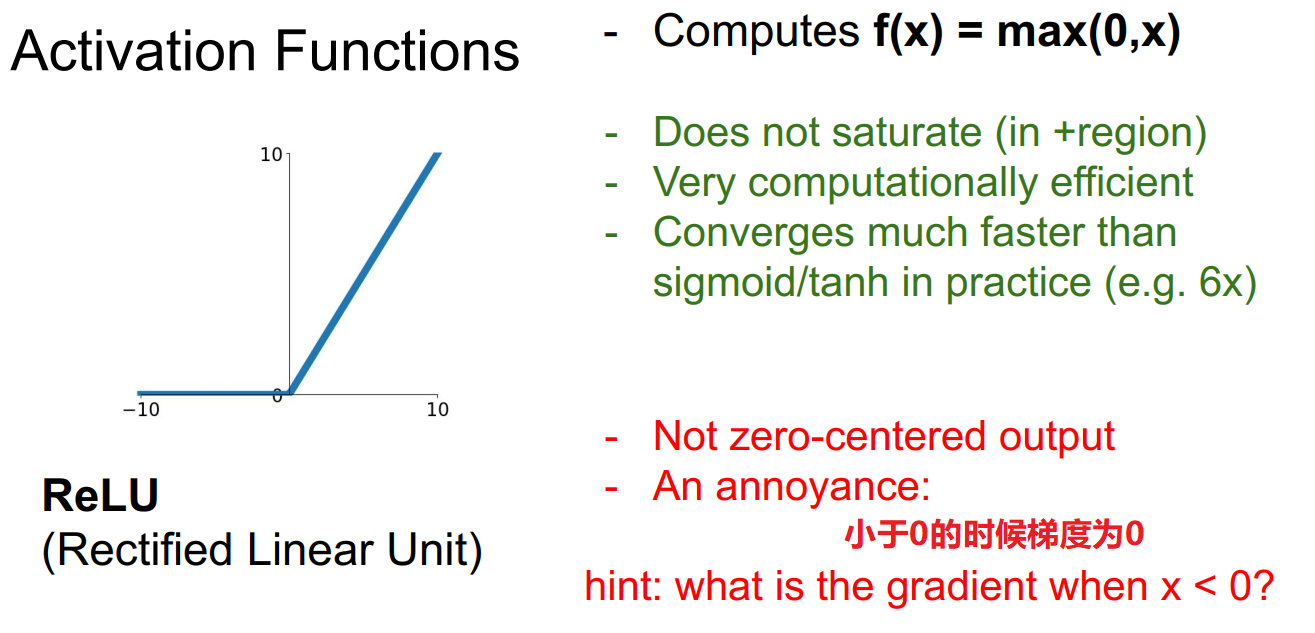 Activation Functions
10
0
−10
10
ReLU
(Rectified Linear Unit)
- Computes f(x) = max(0,x)
- Does not saturate (in +region)
- Very computationally efficient
- Converges much faster than
sigmoid/tanh in practice (e.g. 6x)
- Not zero-centered output
- An annoyance:
小于0的时候梯度为0
hint: what is the gradient when x < 0?